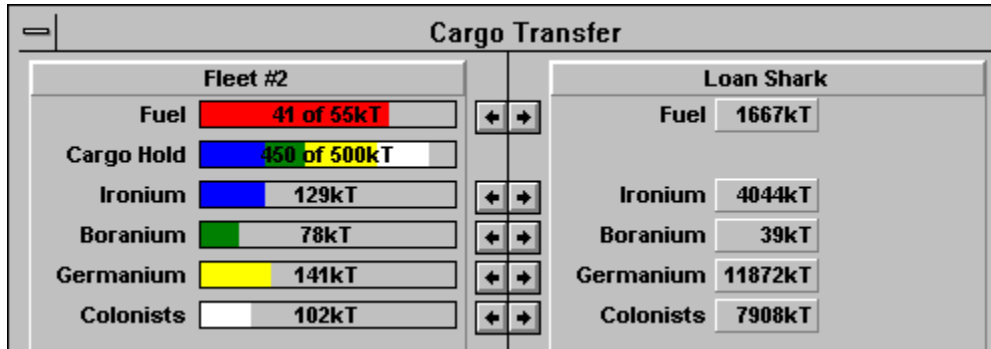 Cargo Transfer
Fleet #2 Loan Shark
Fuel 41 of 55kT Fuel 1667kT
Cargo Hold 450 of 500kT
Ironium 129kT Ironium 4044kT
Boranium 78kT Boranium 39kT
Germanium 141kT Germanium 11872kT
Colonists 102kT Colonists 7908kT